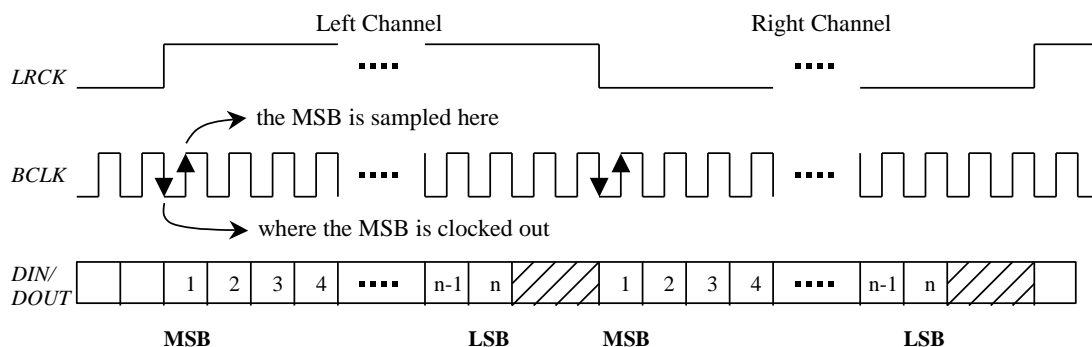 Left Channel Right Channel
LRCK
the MSB is sampled here
BCLK
where the MSB is clocked out
DIN/
DOUT
1 2 3 4 n-1 n 1 2 3 4 n-1 n
MSB LSB MSB LSB